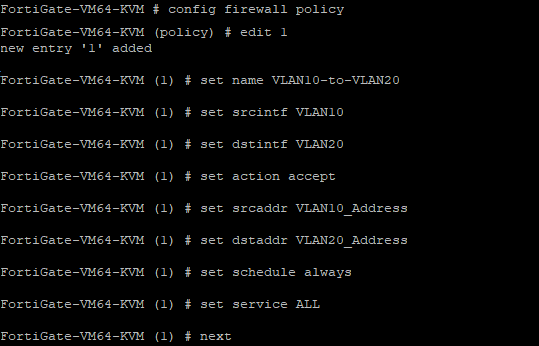 FortiGate-VM64-KVM # config firewall policy
FortiGate-VM64-KVM (policy) # edit 1
new entry '1' added
FortiGate-VM64-KVM (1) # set name VLAN10-to-VLAN20
FortiGate-VM64-KVM (1) # set srcintf VLAN10
FortiGate-VM64-KVM (1) # set dstintf VLAN20
FortiGate-VM64-KVM (1) # set action accept
FortiGate-VM64-KVM (1) # set srcaddr VLAN10_Address
FortiGate-VM64-KVM (1) # set dstaddr VLAN20_Address
FortiGate-VM64-KVM (1) # set schedule always
FortiGate-VM64-KVM (1) # set service ALL
FortiGate-VM64-KVM (1) # next